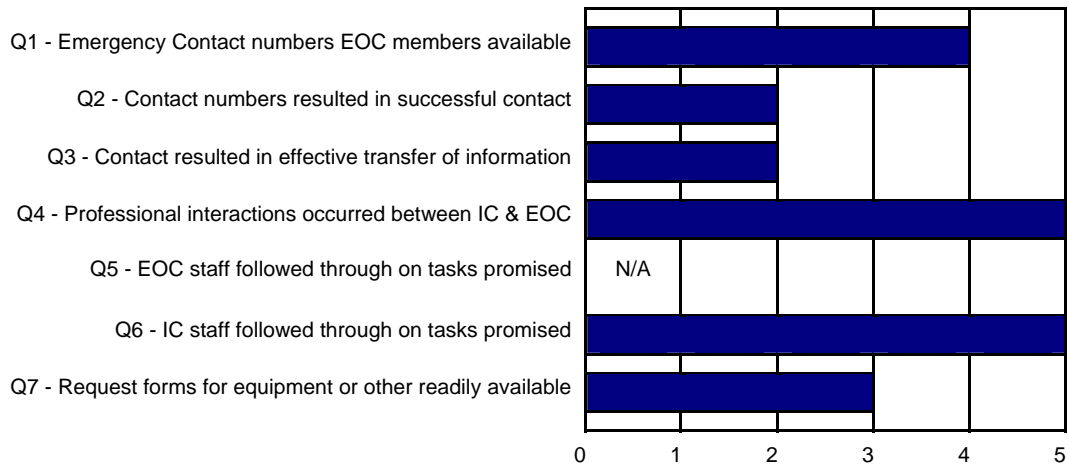 Q1 - Emergency Contact numbers EOC members available
Q2 - Contact numbers resulted in successful contact
Q3 - Contact resulted in effective transfer of information
Q4 - Professional interactions occurred between IC & EOC
Q5 - EOC staff followed through on tasks promised
N/A
Q6 - IC staff followed through on tasks promised
Q7 - Request forms for equipment or other readily available
0 1 2 3 4 5